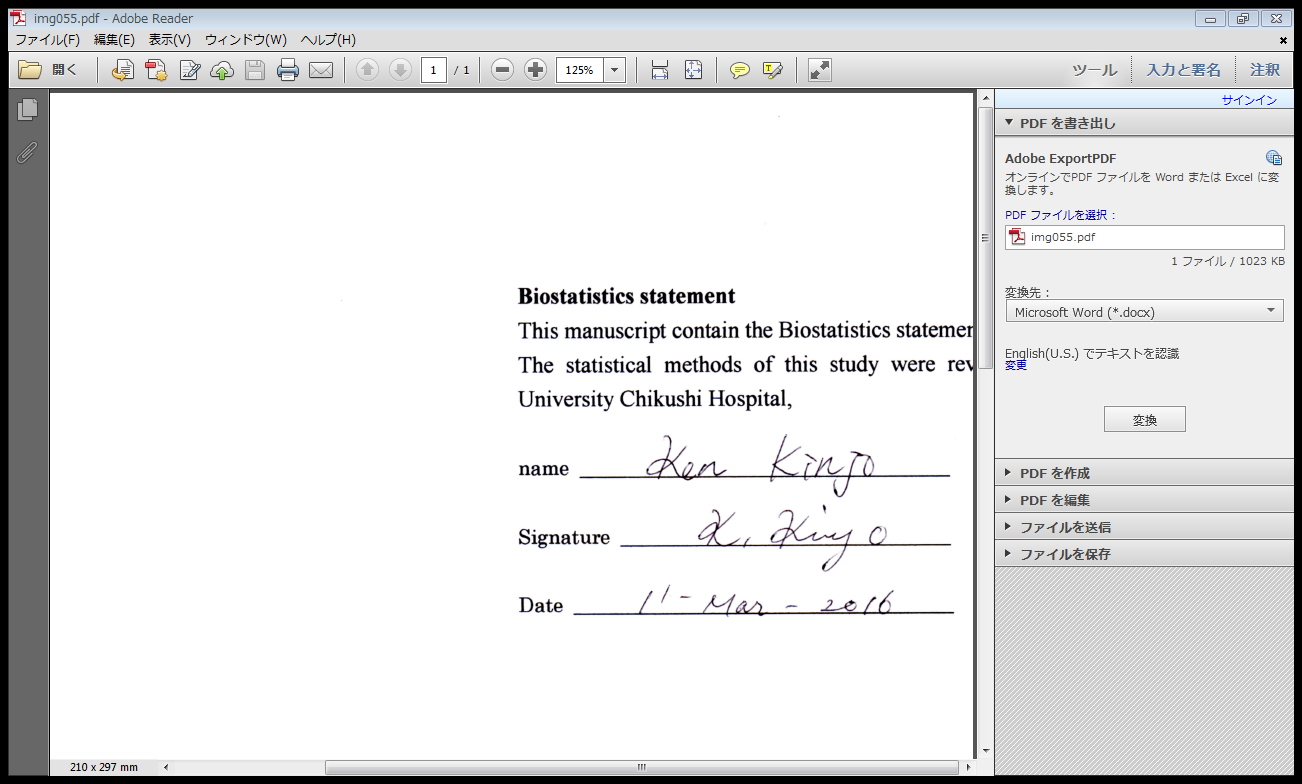 img055.pdf - Adobe Reader
ファイル(F) 編集(E) 表示(V) ウィンドウ(W) ヘルプ(H)
開く 1 / 1 125% ツール 入力と署名 注釈
サインイン
PDF を書き出し
Adobe ExportPDF
オンラインでPDF ファイルを Word または Excel に変
換します。
PDF ファイルを選択 :
img055.pdf
1 ファイル / 1023 KB
変換先 :
Microsoft Word (*.docx)
English(U.S.) でテキストを認識
変更
変換
PDF を作成
PDF を編集
ファイルを送信
ファイルを保存
Biostatistics statement
This manuscript contain the Biostatistics statemen
The statistical methods of this study were rev
University Chikushi Hospital,
name Ken Kinjo
Signature K. Kinjo
Date 11-Mar-2016
210 x 297 mm